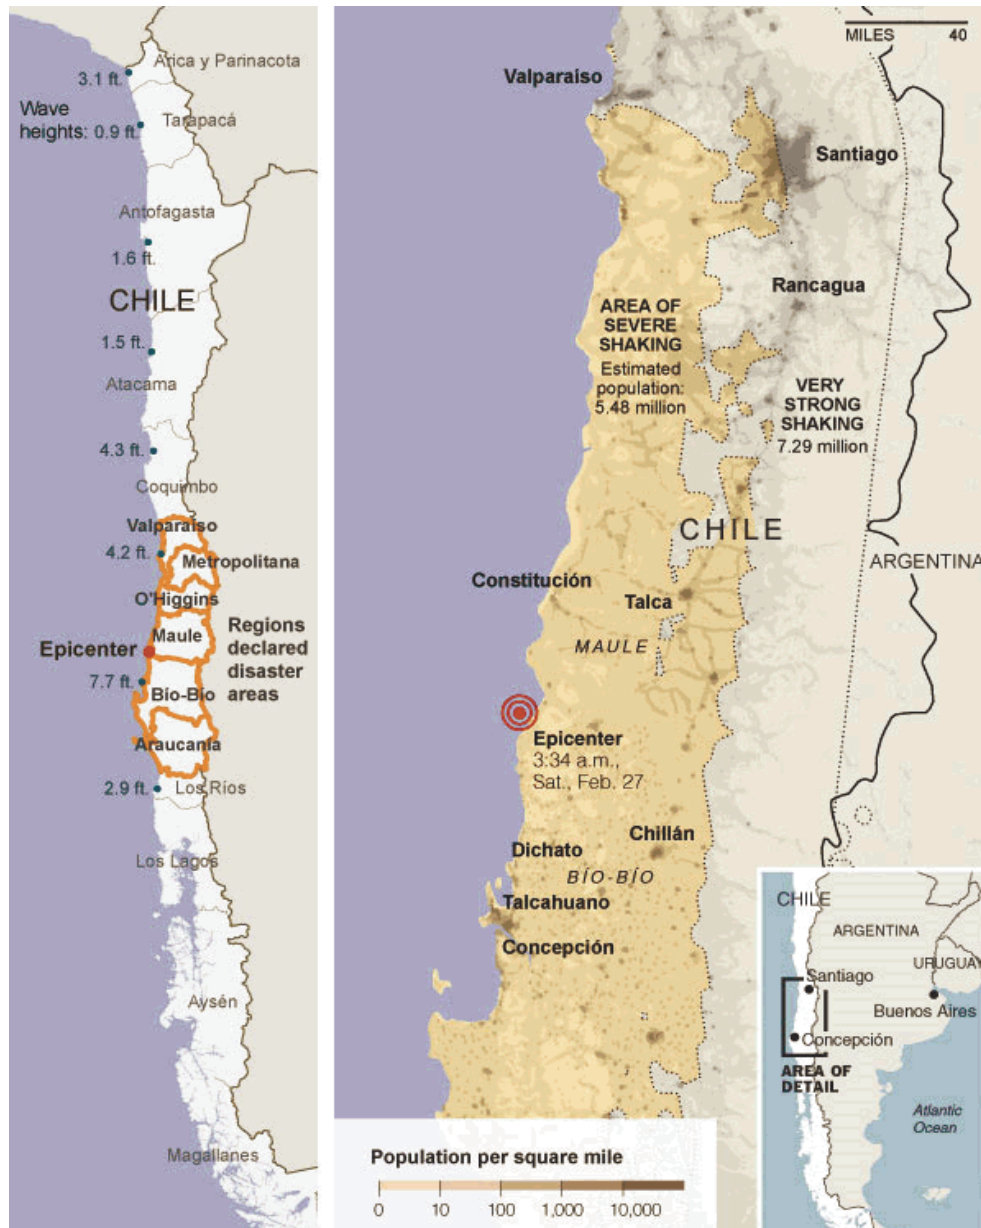 Arica y Parinacota
3.1 ft.
Wave
heights: 0.9 ft.
Tarapacá
Antofagasta
1.6 ft.
CHILE
1.5 ft.
Atacama
4.3 ft.
Coquimbo
Valparaíso
4.2 ft.
Metropolitana
O'Higgins
Maule
Regions
declared
disaster
areas
Epicenter
7.7 ft.
Bío-Bío
Araucanía
2.9 ft.
Los Ríos
Los Lagos
Aysén
Magallanes
MILES 40
Valparaíso
Santiago
Rancagua
AREA OF
SEVERE
SHAKING
Estimated
population:
5.48 million
VERY
STRONG
SHAKING
7.29 million
CHILE
ARGENTINA
Constitución
Talca
MAULE
Epicenter
3:34 a.m.,
Sat., Feb. 27
Chillán
Dichato
BÍO-BÍO
Talcahuano
Concepción
CHILE
ARGENTINA
URUGUAY
Santiago
Buenos Aires
Concepción
AREA OF
DETAIL
Atlantic
Ocean
Population per square mile
0 10 100 1,000 10,000